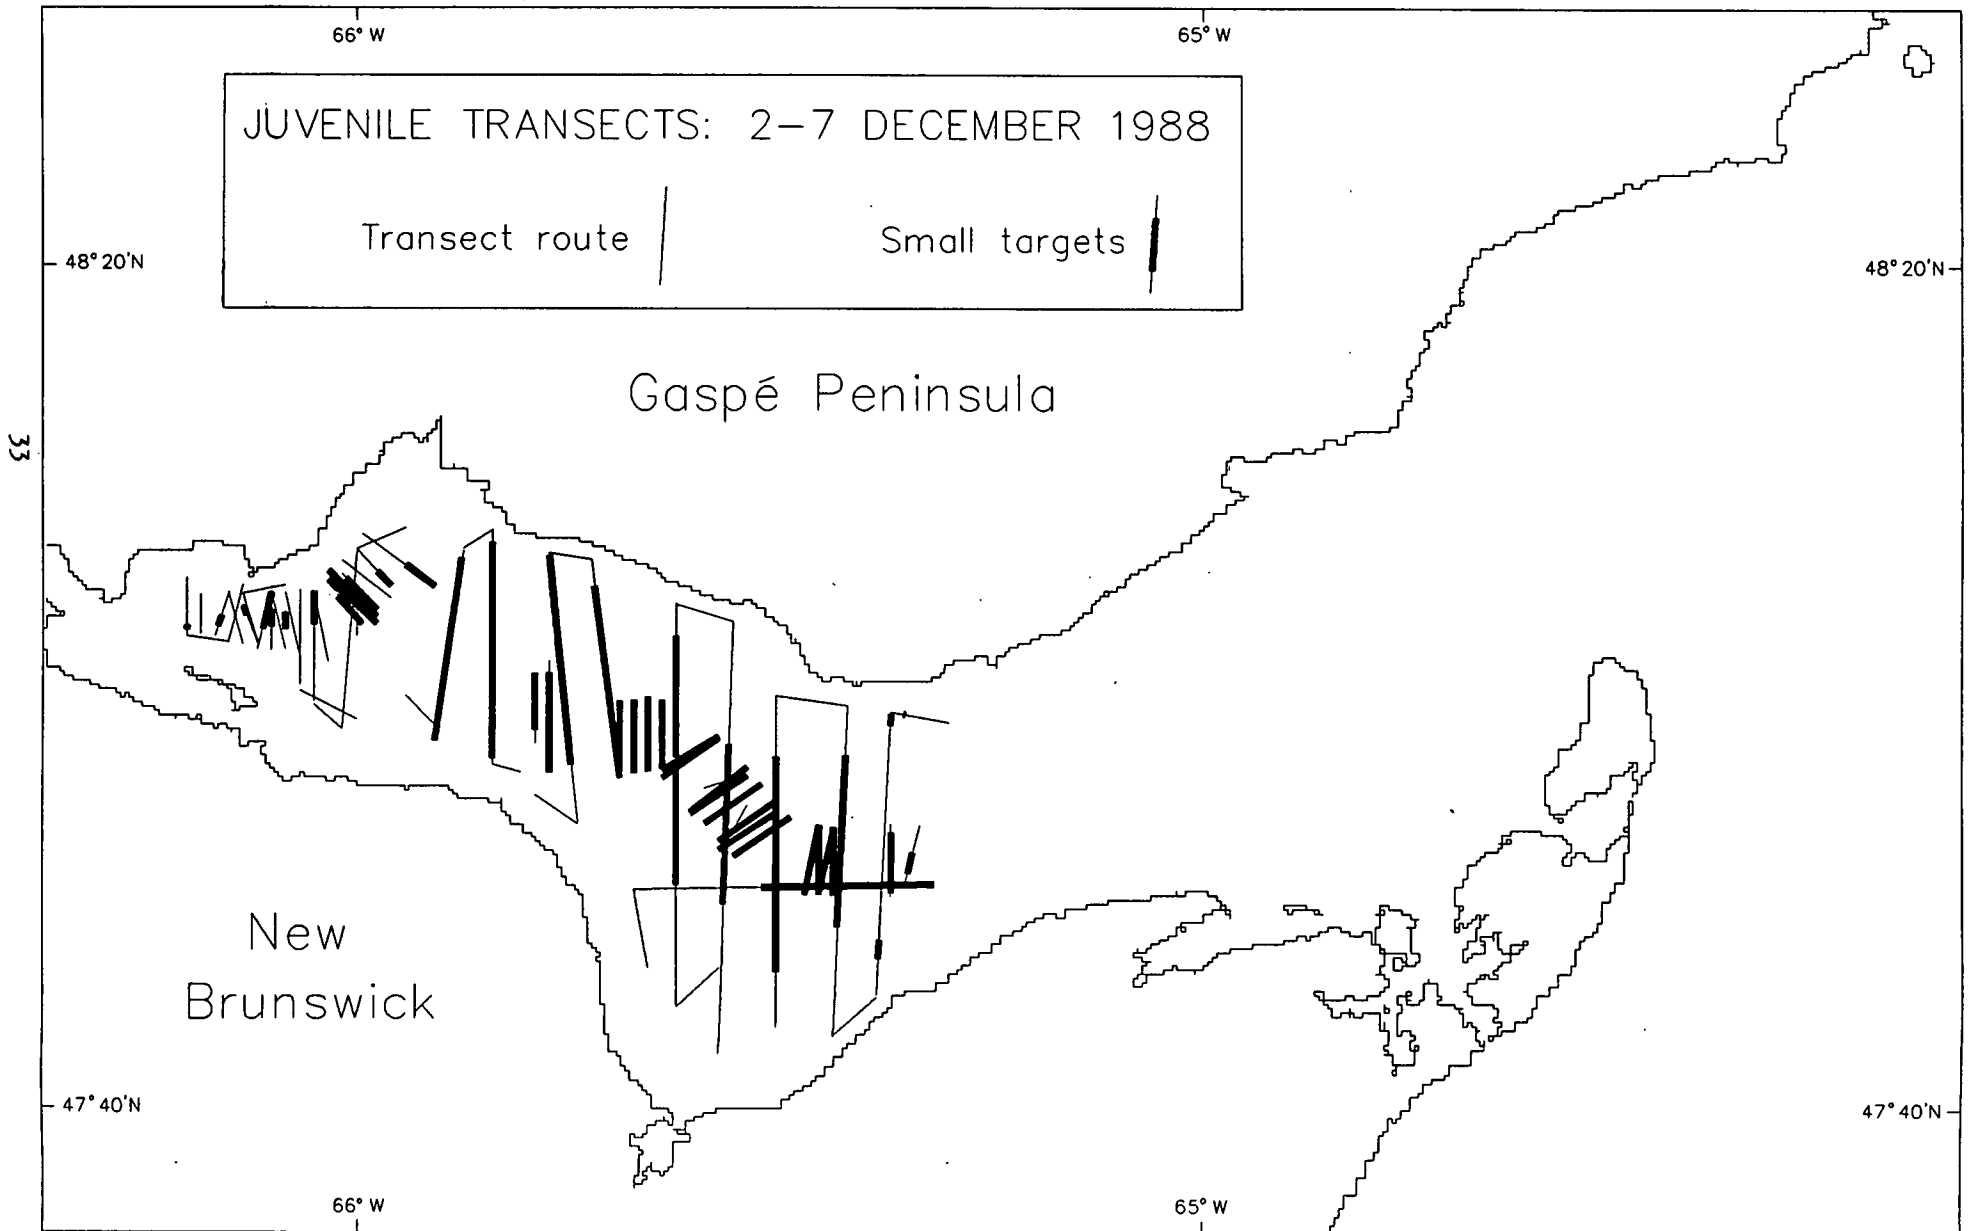 66° W
65° W
JUVENILE TRANSECTS: 2–7 DECEMBER 1988
Transect route
Small targets
48° 20'N
48° 20'N
Gaspé Peninsula
33
New
Brunswick
47° 40'N
47° 40'N
66° W
65° W